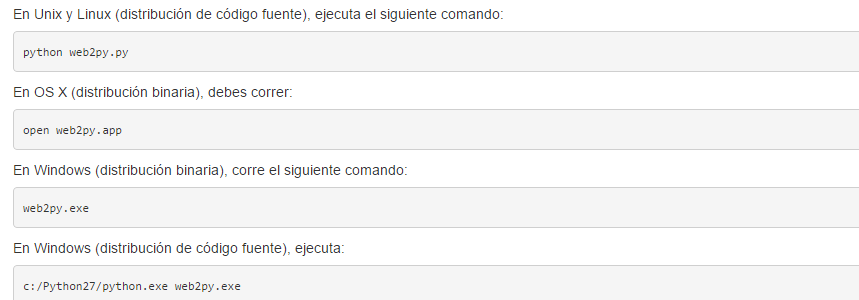 En Unix y Linux (distribución de código fuente), ejecuta el siguiente comando:
python web2py.py
En OS X (distribución binaria), debes correr:
open web2py.app
En Windows (distribución binaria), corre el siguiente comando:
web2py.exe
En Windows (distribución de código fuente), ejecuta:
c:/Python27/python.exe web2py.exe